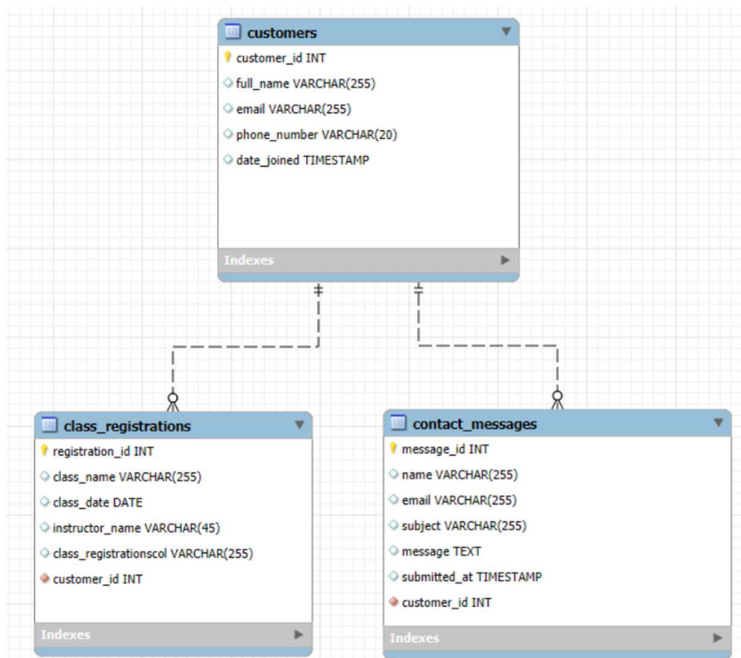 customers
customer_id INT
full_name VARCHAR(255)
email VARCHAR(255)
phone_number VARCHAR(20)
date_joined TIMESTAMP
Indexes
class_registrations
registration_id INT
class_name VARCHAR(255)
class_date DATE
instructor_name VARCHAR(45)
class_registrationscol VARCHAR(255)
customer_id INT
Indexes
contact_messages
message_id INT
name VARCHAR(255)
email VARCHAR(255)
subject VARCHAR(255)
message TEXT
submitted_at TIMESTAMP
customer_id INT
Indexes